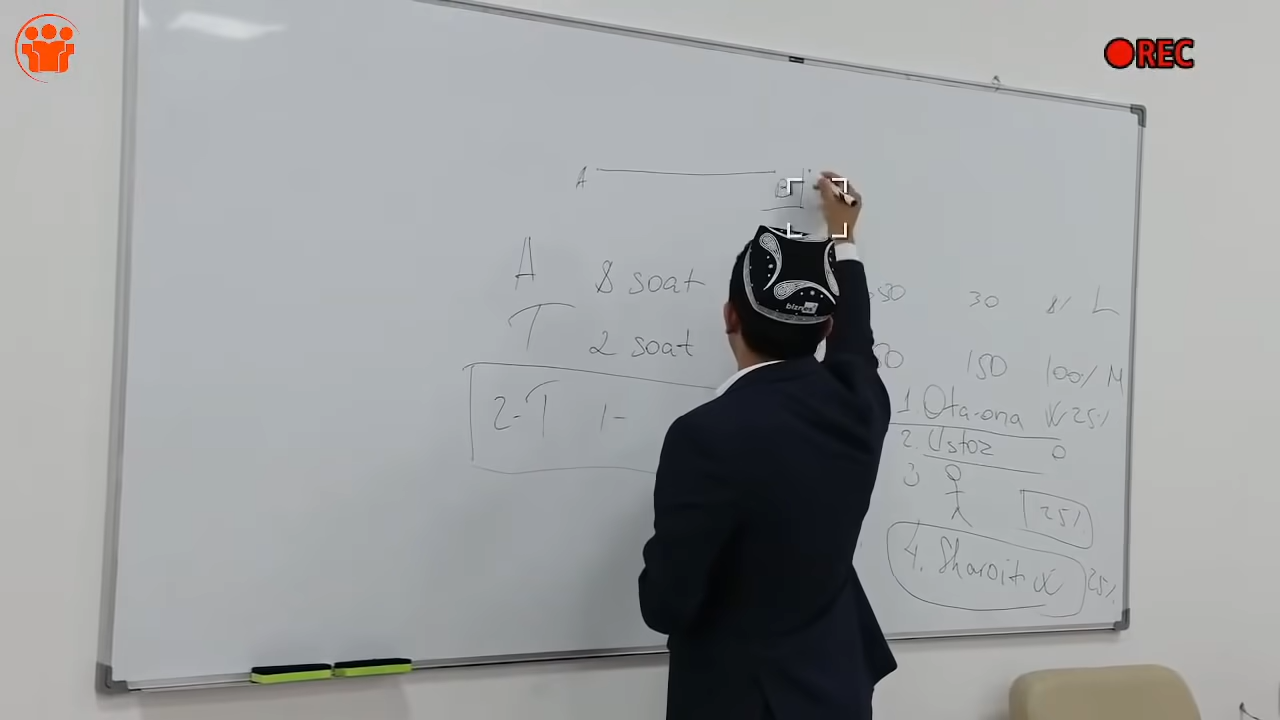 REC
A
A 8 soat 30 8% L
T 2 soat 150 100% M
2-T 1-
1. Ota-ona 25%
2. Ustoz 0
3
25%
4. Sharoit 25%